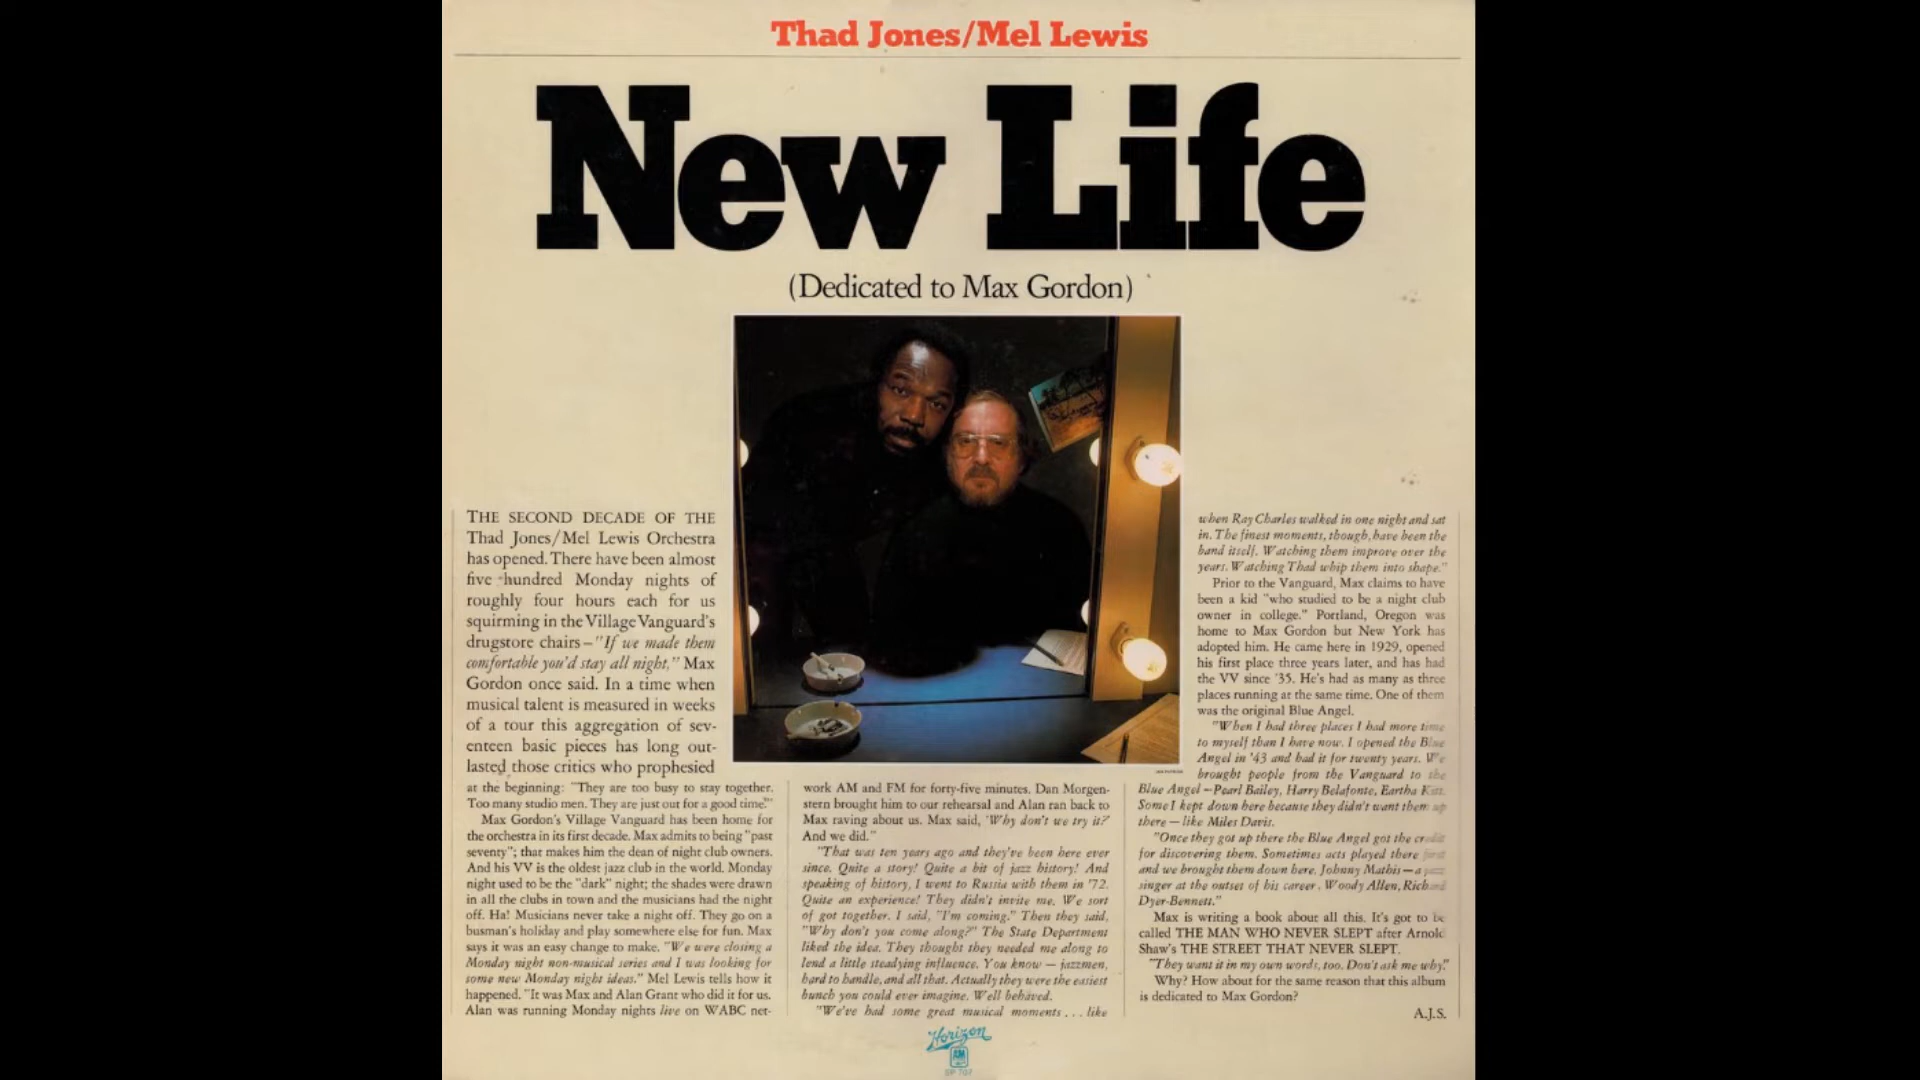 Thad Jones/Mel Lewis
New Life
(Dedicated to Max Gordon)
THE SECOND DECADE OF THE
Thad Jones/Mel Lewis Orchestra
has opened. There have been almost
five hundred Monday nights of
roughly four hours each for us
squirming in the Village Vanguard's
drugstore chairs – "If we made them
comfortable you'd stay all night," Max
Gordon once said. In a time when
musical talent is measured in weeks
of a tour this aggregation of sev-
enteen basic pieces has long out-
lasted those critics who prophesied
at the beginning: "They are too busy to stay together.
Too many studio men. They are just out for a good time."
Max Gordon's Village Vanguard has been home for
the orchestra in its first decade. Max admits to being "past
seventy"; that makes him the dean of night club owners.
And his VV is the oldest jazz club in the world. Monday
night used to be the "dark" night; the shades were drawn
in all the clubs in town and the musicians had the night
off. Ha! Musicians never take a night off. They go on a
busman's holiday and play somewhere else for fun. Max
says it was an easy change to make. "We were closing a
Monday night non-musical series and I was looking for
some new Monday night ideas." Mel Lewis tells how it
happened. "It was Max and Alan Grant who did it for us.
Alan was running Monday nights live on WABC net-
work AM and FM for forty-five minutes. Dan Morgen-
stern brought him to our rehearsal and Alan ran back to
Max raving about us. Max said, 'Why don't we try it?'
And we did."
"That was ten years ago and they've been here ever
since. Quite a story! Quite a bit of jazz history! And
speaking of history, I went to Russia with them in '72.
Quite an experience! They didn't invite me. We sort
of got together. I said, "I'm coming." Then they said,
"Why don't you come along?" The State Department
liked the idea. They thought they needed me along to
lend a little steadying influence. You know — jazzmen,
hard to handle, and all that. Actually they were the easiest
bunch you could ever imagine. Well behaved.
"We've had some great musical moments . . . like
when Ray Charles walked in one night and sat
in. The finest moments, though, have been the
band itself. Watching them improve over the
years. Watching Thad whip them into shape."
Prior to the Vanguard, Max claims to have
been a kid "who studied to be a night club
owner in college." Portland, Oregon was
home to Max Gordon but New York has
adopted him. He came here in 1929, opened
his first place three years later, and has had
the VV since '35. He's had as many as three
places running at the same time. One of them
was the original Blue Angel.
"When I had three places I had more time
to myself than I have now. I opened the Blue
Angel in '43 and had it for twenty years. We
brought people from the Vanguard to the
Blue Angel – Pearl Bailey, Harry Belafonte, Eartha Kitt.
Some I kept down here because they didn't want them up
there — like Miles Davis.
"Once they got up there the Blue Angel got the credit
for discovering them. Sometimes acts played there first
and we brought them down here. Johnny Mathis — a jazz
singer at the outset of his career, Woody Allen, Richard
Dyer-Bennett."
Max is writing a book about all this. It's got to be
called THE MAN WHO NEVER SLEPT after Arnold
Shaw's THE STREET THAT NEVER SLEPT.
"They want it in my own words, too. Don't ask me why."
Why? How about for the same reason that this album
is dedicated to Max Gordon?
A.J.S.
Horizon
AM
SP 707